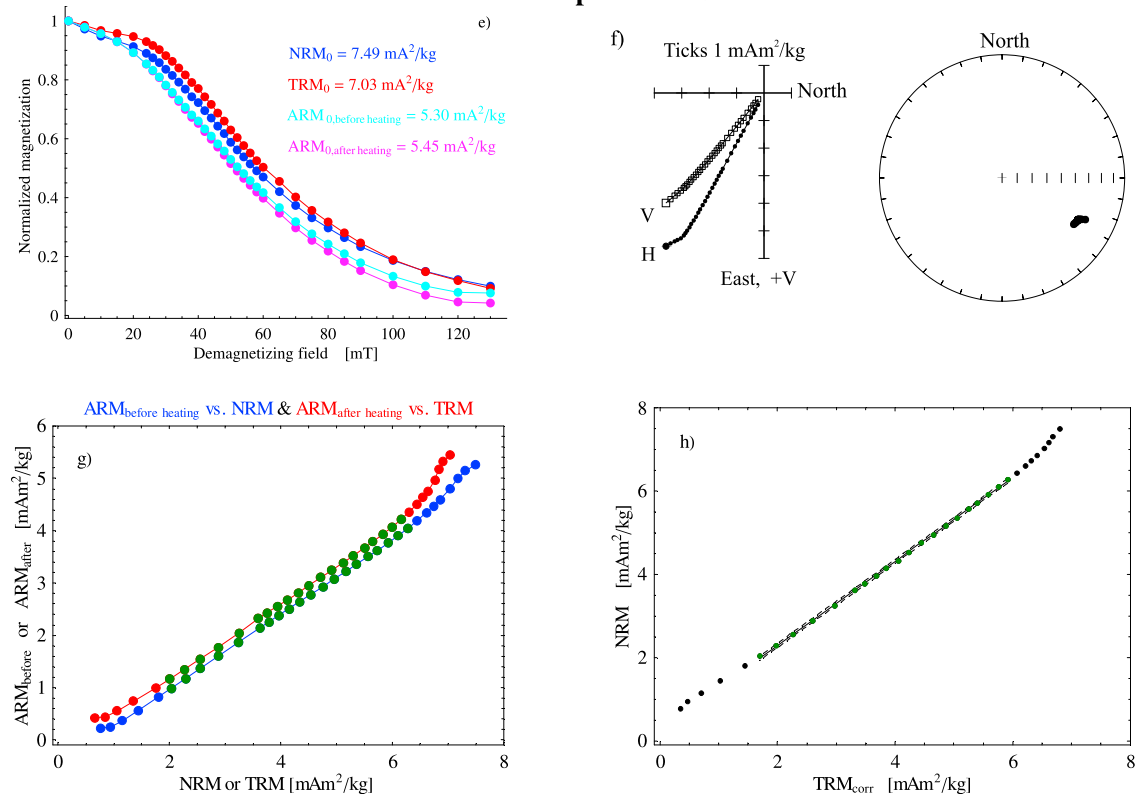 e)
NRM₀ = 7.49 mA²/kg
TRM₀ = 7.03 mA²/kg
ARM₀,before heating = 5.30 mA²/kg
ARM₀,after heating = 5.45 mA²/kg
Normalized magnetization
1
0.8
0.6
0.4
0.2
0
0 20 40 60 80 100 120
Demagnetizing field [mT]
f)
Ticks 1 mAm²/kg
North
V
H
East, +V
North
ARMbefore heating vs. NRM & ARMafter heating vs. TRM
g)
ARMbefore or ARMafter [mAm²/kg]
6
5
4
3
2
1
0
0 2 4 6 8
NRM or TRM [mAm²/kg]
h)
NRM [mAm²/kg]
8
6
4
2
0
0 2 4 6 8
TRMcorr [mAm²/kg]